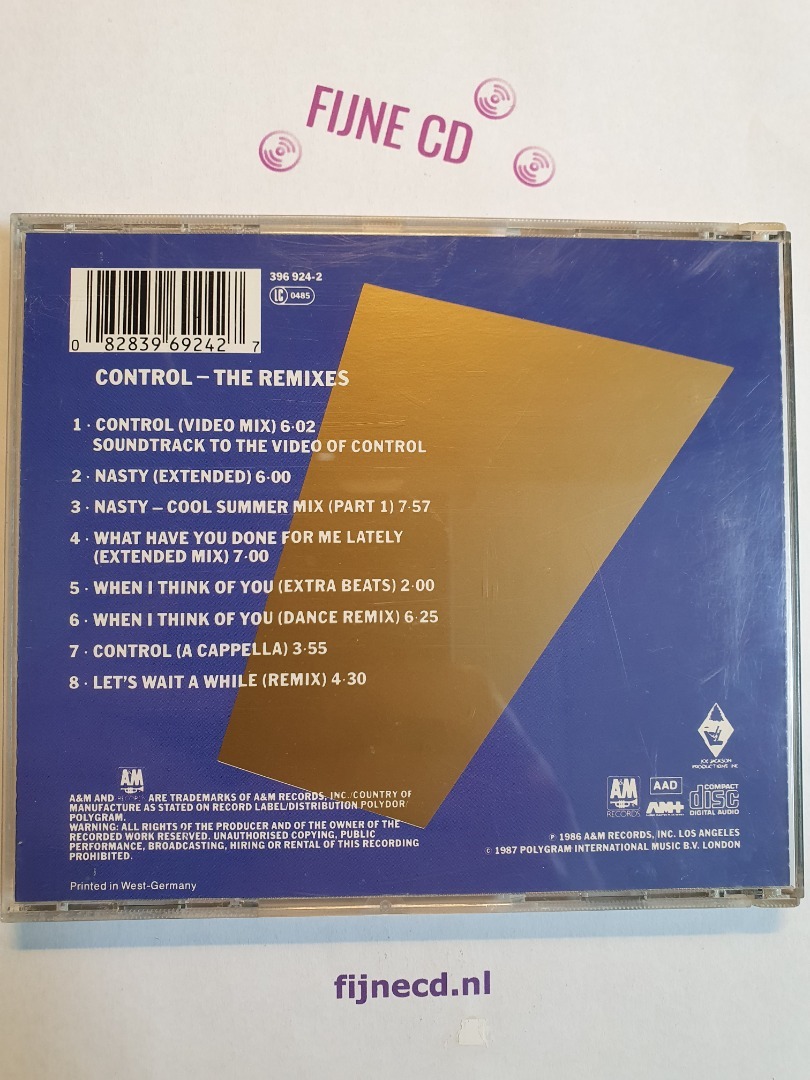 FIJNE CD
396 924-2
LC 0485
0 82839 69242 7
CONTROL – THE REMIXES
1 · CONTROL (VIDEO MIX) 6·02
SOUNDTRACK TO THE VIDEO OF CONTROL
2 · NASTY (EXTENDED) 6·00
3 · NASTY – COOL SUMMER MIX (PART 1) 7·57
4 · WHAT HAVE YOU DONE FOR ME LATELY
(EXTENDED MIX) 7·00
5 · WHEN I THINK OF YOU (EXTRA BEATS) 2·00
6 · WHEN I THINK OF YOU (DANCE REMIX) 6·25
7 · CONTROL (A CAPPELLA) 3·55
8 · LET'S WAIT A WHILE (REMIX) 4·30
JOE JACKSON
PRODUCTIONS INC
A&M
A&M AND ARE TRADEMARKS OF A&M RECORDS, INC./COUNTRY OF
MANUFACTURE AS STATED ON RECORD LABEL/DISTRIBUTION POLYDOR/
POLYGRAM.
WARNING: ALL RIGHTS OF THE PRODUCER AND OF THE OWNER OF THE
RECORDED WORK RESERVED. UNAUTHORISED COPYING, PUBLIC
PERFORMANCE, BROADCASTING, HIRING OR RENTAL OF THIS RECORDING
PROHIBITED.
Printed in West-Germany
A&M
RECORDS
AAD
AM+
COMPACT
disc
DIGITAL AUDIO
℗ 1986 A&M RECORDS, INC. LOS ANGELES
© 1987 POLYGRAM INTERNATIONAL MUSIC B.V. LONDON
fijnecd.nl